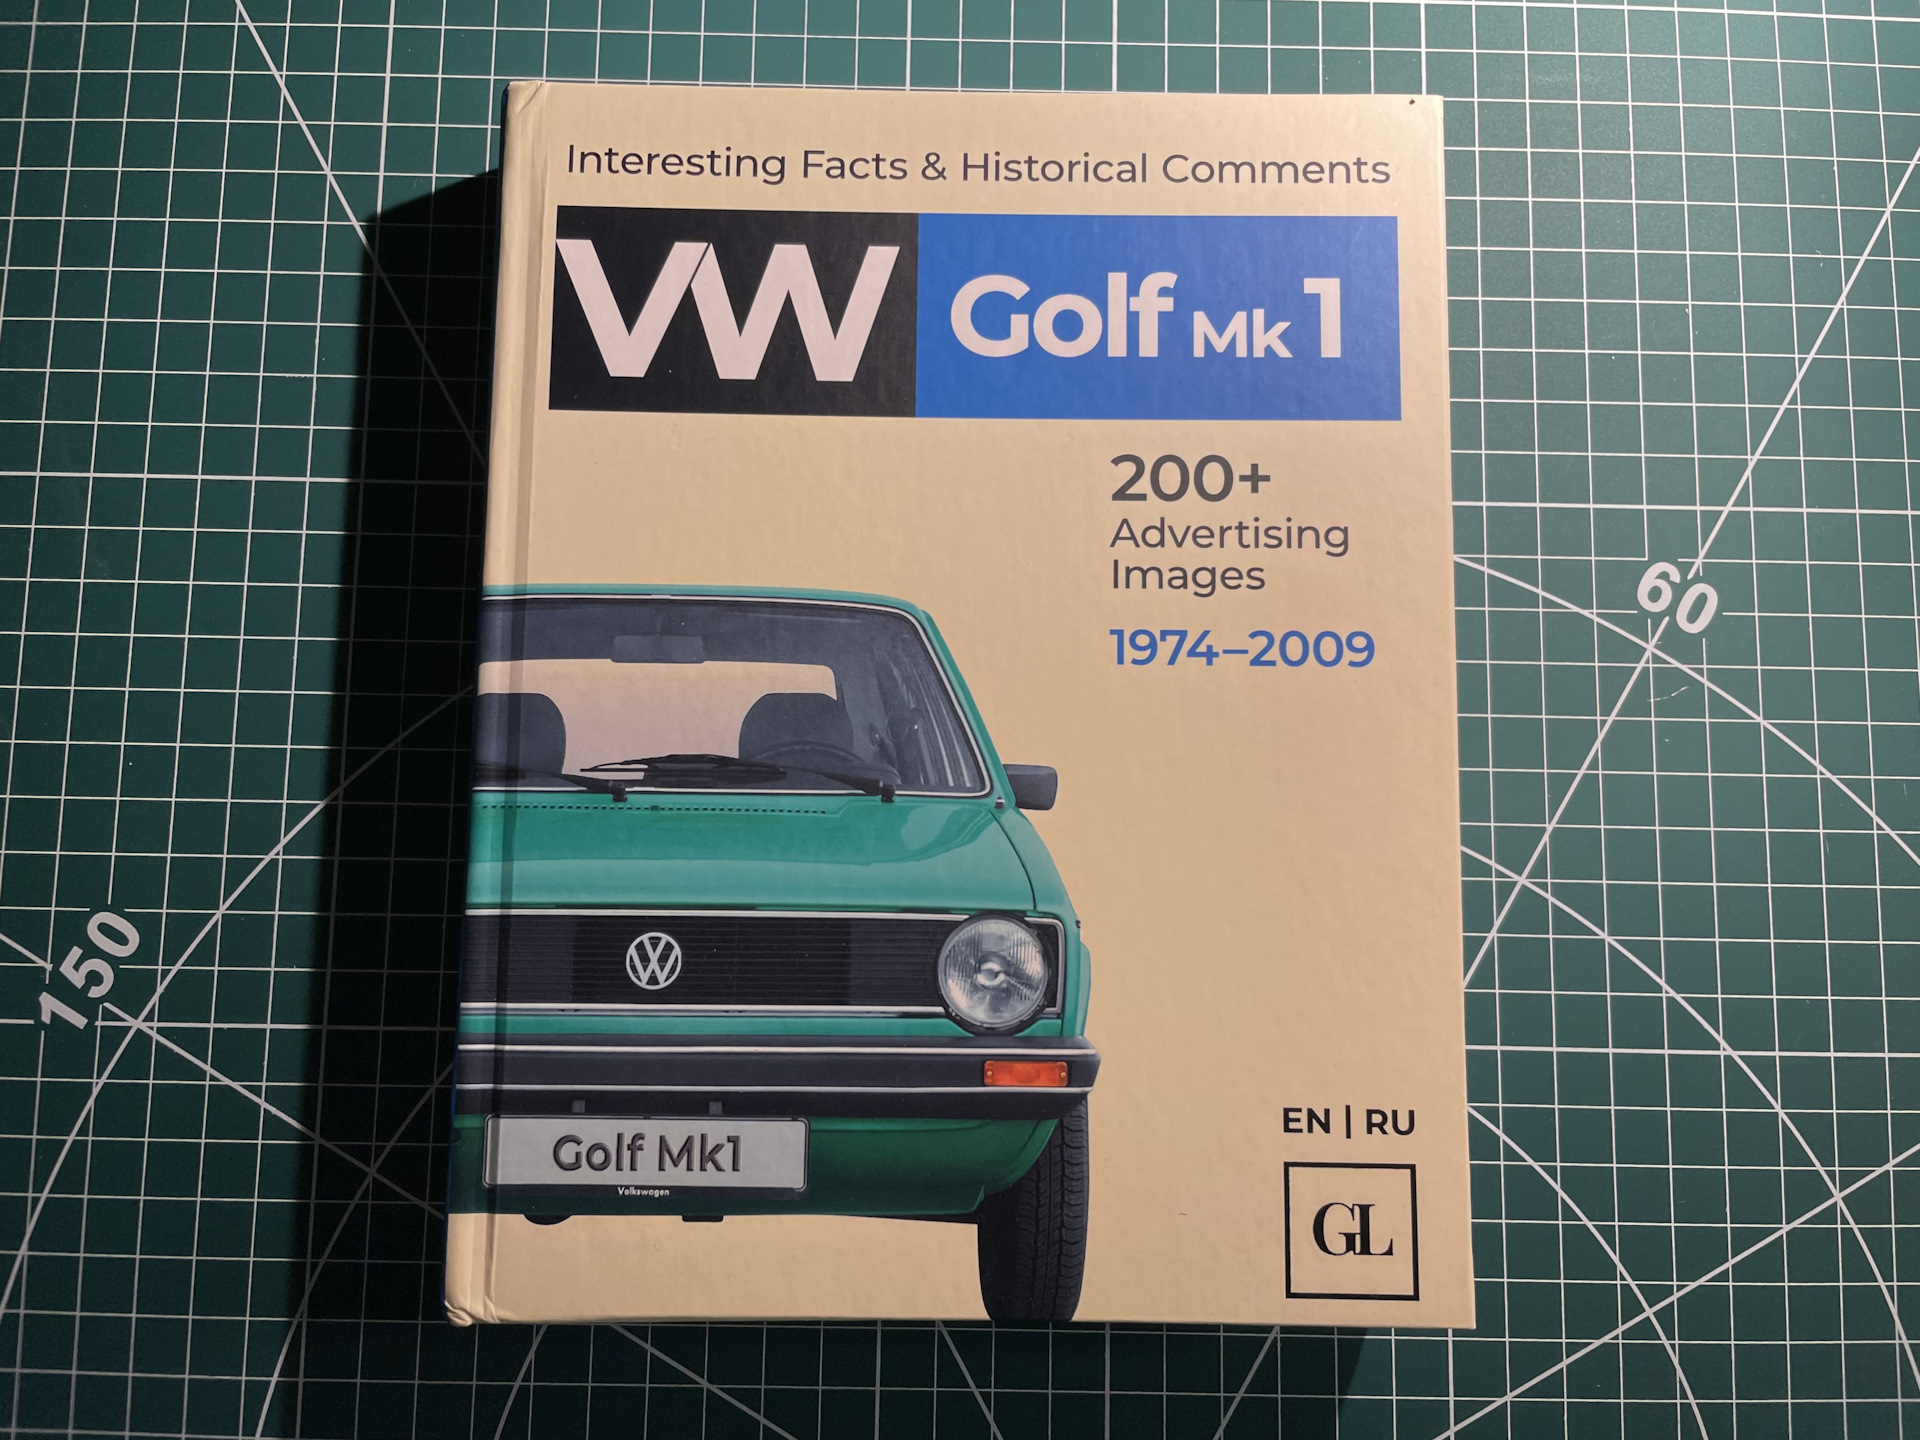 Interesting Facts & Historical Comments
VW Golf Mk 1
200+
Advertising
Images
1974–2009
60
150
Golf Mk1
Volkswagen
EN | RU
GL